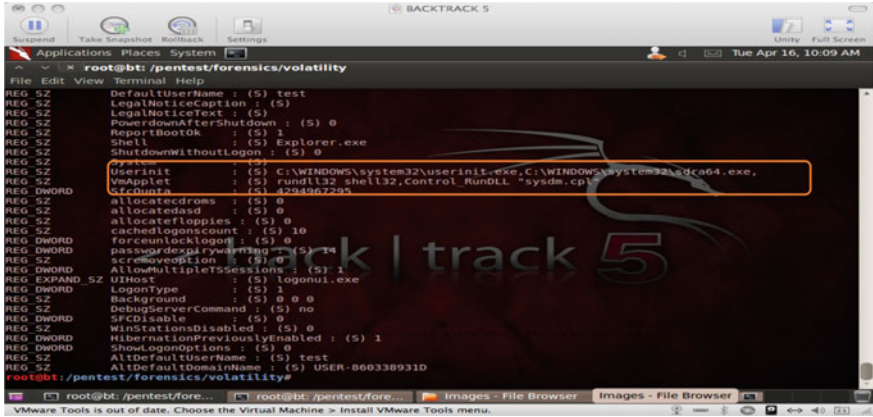 BACKTRACK 5
Suspend Take Snapshot Rollback Settings Unity Full Screen
Applications Places System Tue Apr 16, 10:09 AM
root@bt: /pentest/forensics/volatility
File Edit View Terminal Help
REG_SZ DefaultUserName : (S) test
REG_SZ LegalNoticeCaption : (S)
REG_SZ LegalNoticeText : (S)
REG_SZ PowerdownAfterShutdown : (S) 0
REG_SZ ReportBootOk : (S) 1
REG_SZ Shell : (S) Explorer.exe
REG_SZ ShutdownWithoutLogon : (S) 0
REG_SZ System : (S)
REG_SZ Userinit : (S) C:\WINDOWS\system32\userinit.exe,C:\WINDOWS\system32\sdra64.exe,
REG_SZ VmApplet : (S) rundll32 shell32,Control_RunDLL "sysdm.cpl"
REG_DWORD SfcQuota : (S) 4294967295
REG_SZ allocatecdroms : (S) 0
REG_SZ allocatedasd : (S) 0
REG_SZ allocatefloppies : (S) 0
REG_SZ cachedlogonscount : (S) 10
REG_DWORD forceunlocklogon : (S) 0
REG_DWORD passwordexpirywarning : (S) 14
REG_SZ scremoveoption : (S) 0
REG_DWORD AllowMultipleTSSessions : (S) 1
REG_EXPAND_SZ UIHost : (S) logonui.exe
REG_DWORD LogonType : (S) 1
REG_SZ Background : (S) 0 0 0
REG_SZ DebugServerCommand : (S) no
REG_DWORD SFCDisable : (S) 0
REG_SZ WinStationsDisabled : (S) 0
REG_DWORD HibernationPreviouslyEnabled : (S) 1
REG_DWORD ShowLogonOptions : (S) 0
REG_SZ AltDefaultUserName : (S) test
REG_SZ AltDefaultDomainName : (S) USER-860338931D
root@bt:/pentest/forensics/volatility#
back | track 5
root@bt: /pentest/fore... root@bt: /pentest/fore... Images - File Browser Images - File Browser
VMware Tools is out of date. Choose the Virtual Machine > Install VMware Tools menu.